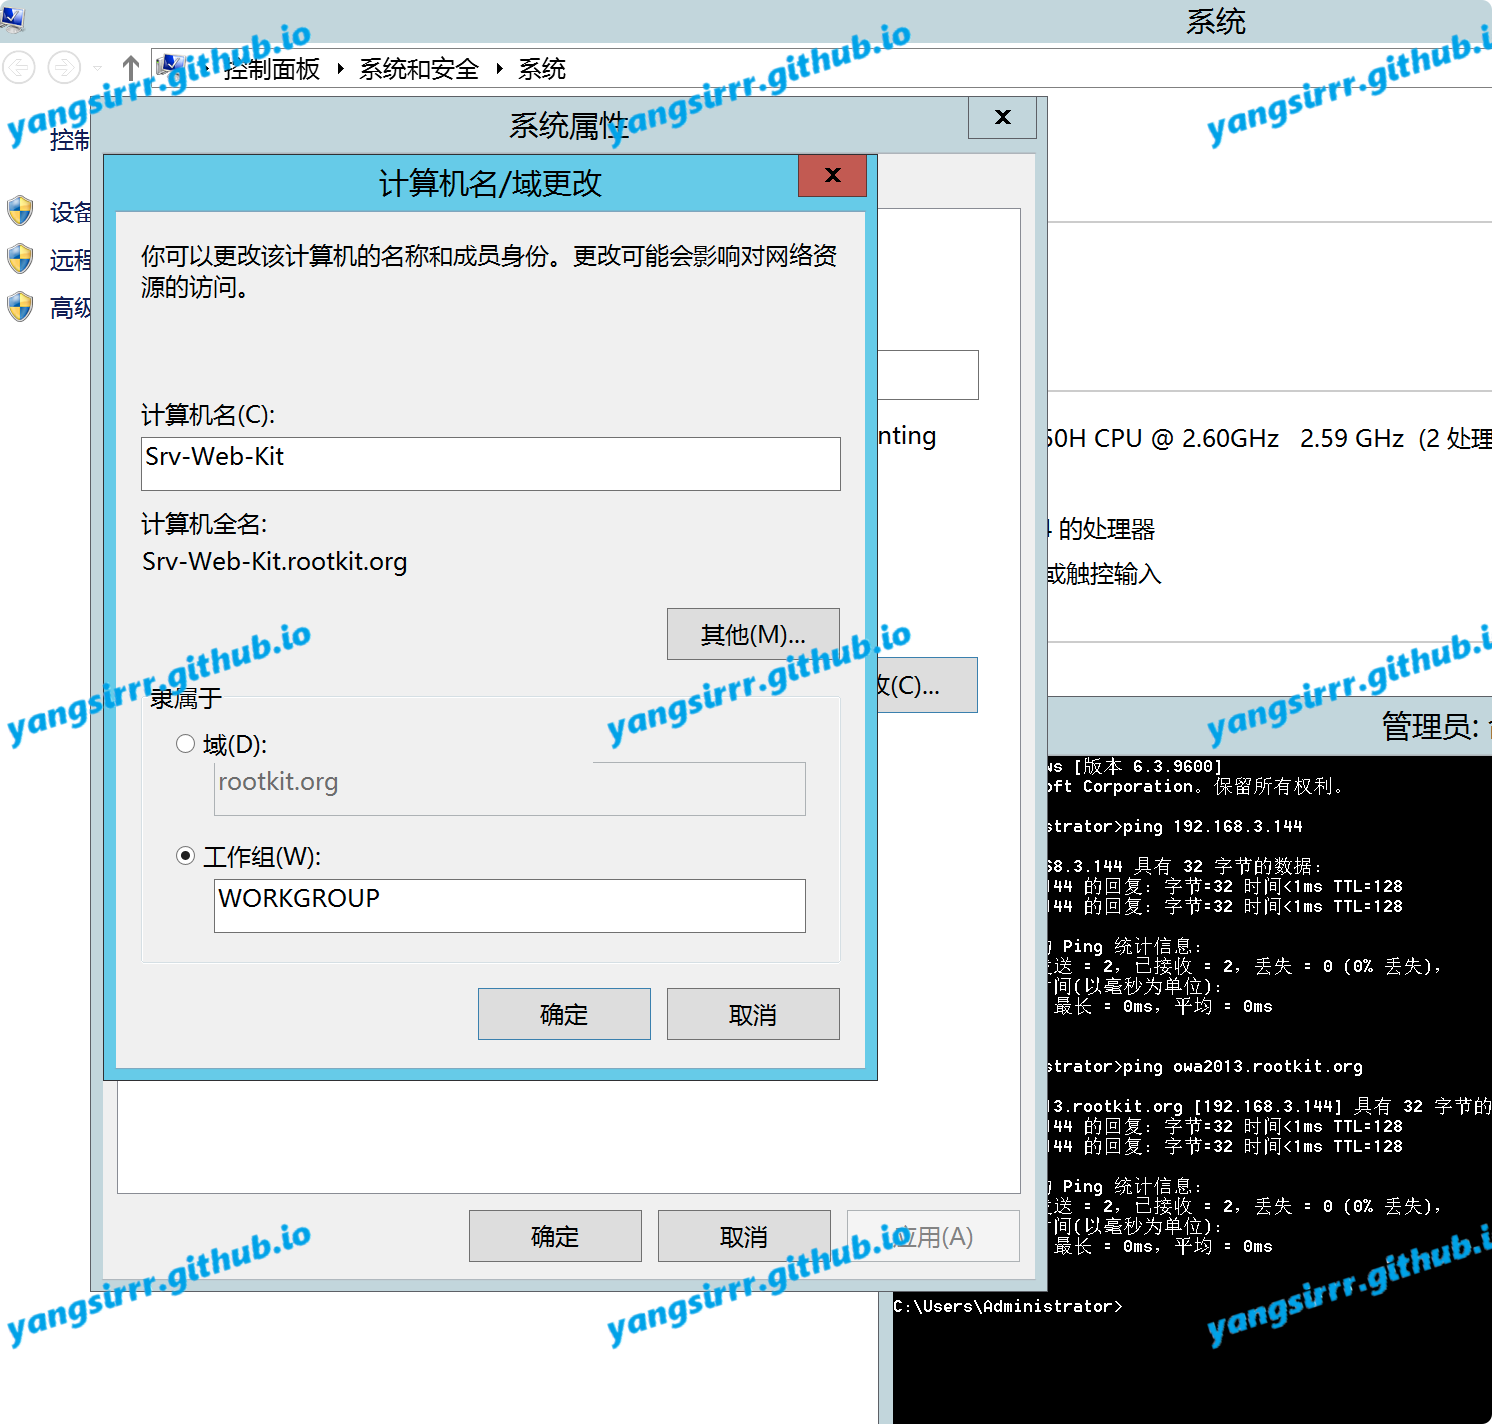 系统
控制面板 系统和安全 系统
控制
设备
远程
高级
系统属性
计算机名/域更改
你可以更改该计算机的名称和成员身份。更改可能会影响对网络资
源的访问。
计算机名(C):
Srv-Web-Kit
计算机全名:
Srv-Web-Kit.rootkit.org
其他(M)...
隶属于
域(D):
rootkit.org
工作组(W):
WORKGROUP
确定 取消
nting
改(C)...
确定 取消 应用(A)
50H CPU @ 2.60GHz 2.59 GHz (2 处理
的处理器
或触控输入
管理员:
ws [版本 6.3.9600]
oft Corporation。保留所有权利。
strator>ping 192.168.3.144
68.3.144 具有 32 字节的数据:
144 的回复: 字节=32 时间<1ms TTL=128
144 的回复: 字节=32 时间<1ms TTL=128
Ping 统计信息:
送 = 2，已接收 = 2，丢失 = 0 (0% 丢失)，
间(以毫秒为单位):
最长 = 0ms，平均 = 0ms
strator>ping owa2013.rootkit.org
13.rootkit.org [192.168.3.144] 具有 32 字节的
144 的回复: 字节=32 时间<1ms TTL=128
144 的回复: 字节=32 时间<1ms TTL=128
Ping 统计信息:
送 = 2，已接收 = 2，丢失 = 0 (0% 丢失)，
间(以毫秒为单位):
最长 = 0ms，平均 = 0ms
C:\Users\Administrator>
yangsirrr.github.io
yangsirrr.github.io
yangsirrr.github.i
yangsirrr.github.io
yangsirrr.github.io
yangsirrr.github.i
yangsirrr.github.io
yangsirrr.github.io
yangsirrr.github.i